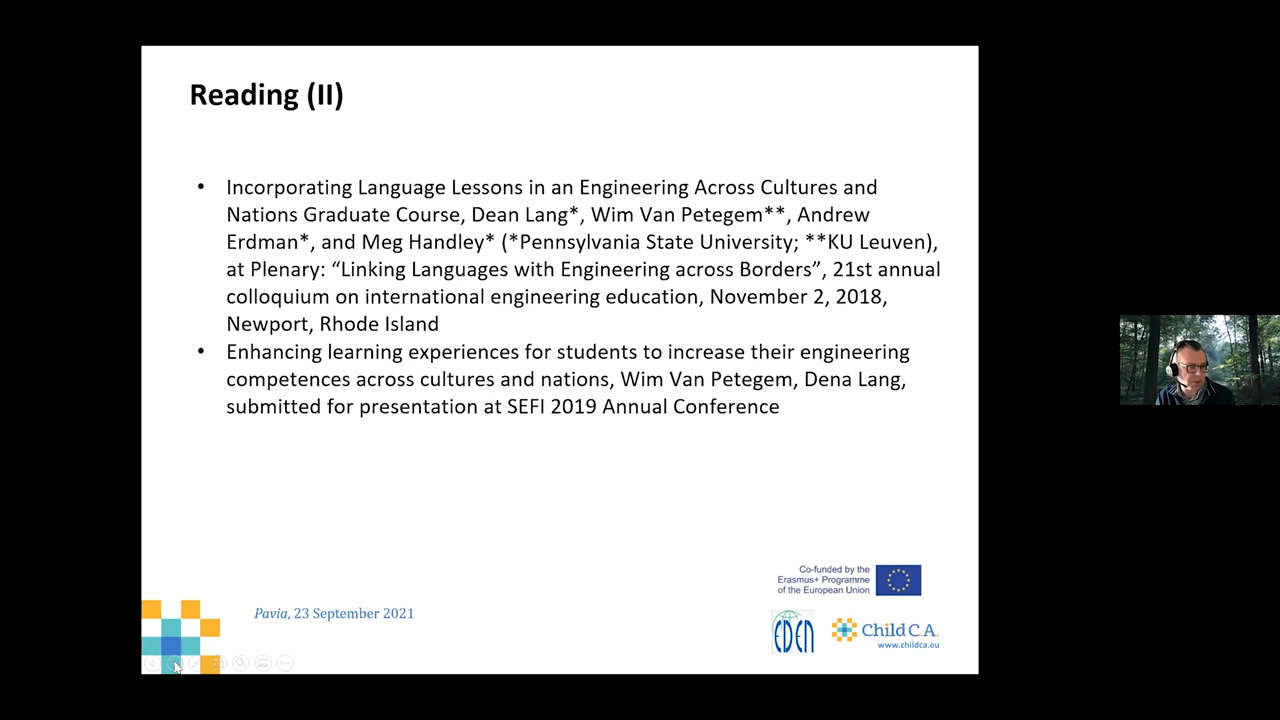 Reading (II)
• Incorporating Language Lessons in an Engineering Across Cultures and
Nations Graduate Course, Dean Lang*, Wim Van Petegem**, Andrew
Erdman*, and Meg Handley* (*Pennsylvania State University; **KU Leuven),
at Plenary: “Linking Languages with Engineering across Borders”, 21st annual
colloquium on international engineering education, November 2, 2018,
Newport, Rhode Island
• Enhancing learning experiences for students to increase their engineering
competences across cultures and nations, Wim Van Petegem, Dena Lang,
submitted for presentation at SEFI 2019 Annual Conference
Co-funded by the
Erasmus+ Programme
of the European Union
Pavia, 23 September 2021
EDEN
Child C.A.
www.childca.eu